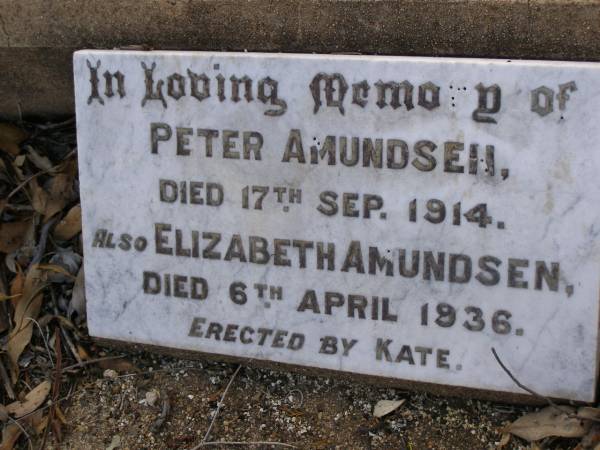 In Loving Memory of
PETER AMUNDSEN,
DIED 17TH SEP. 1914.
ALSO ELIZABETH AMUNDSEN,
DIED 6TH APRIL 1936.
ERECTED BY KATE.